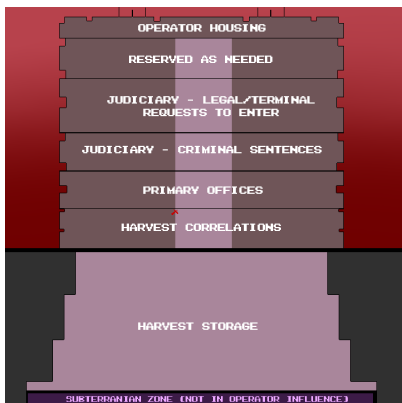 OPERATOR HOUSING
RESERVED AS NEEDED
JUDICIARY - LEGAL/TERMINAL
REQUESTS TO ENTER
JUDICIARY - CRIMINAL SENTENCES
PRIMARY OFFICES
HARVEST CORRELATIONS
HARVEST STORAGE
SUBTERRANIAN ZONE (NOT IN OPERATOR INFLUENCE)